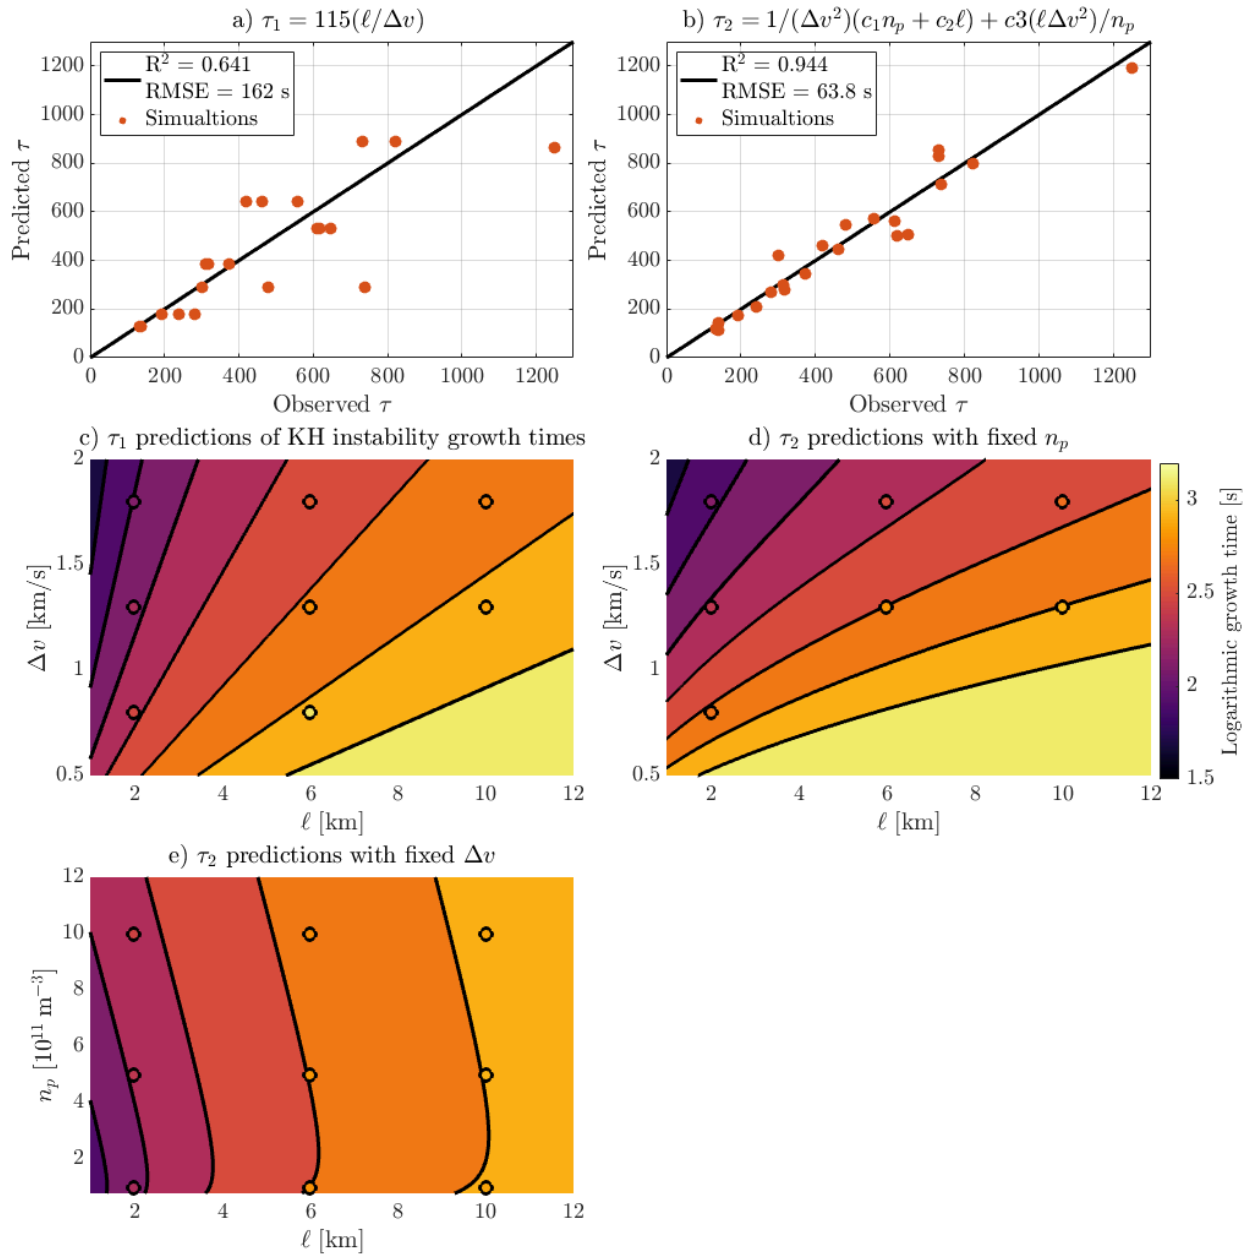 a) τ₁ = 115(ℓ/Δv)
R² = 0.641
RMSE = 162 s
Simualtions
Predicted τ
0 200 400 600 800 1000 1200
0 200 400 600 800 1000 1200
Observed τ
b) τ₂ = 1/(Δv²)(c₁nₚ + c₂ℓ) + c3(ℓΔv²)/nₚ
R² = 0.944
RMSE = 63.8 s
Simualtions
Predicted τ
0 200 400 600 800 1000 1200
0 200 400 600 800 1000 1200
Observed τ
c) τ₁ predictions of KH instability growth times
Δv [km/s]
2 1.5 1 0.5
2 4 6 8 10 12
ℓ [km]
d) τ₂ predictions with fixed nₚ
Δv [km/s]
2 1.5 1 0.5
2 4 6 8 10 12
ℓ [km]
3 2.5 2 1.5
Logarithmic growth time [s]
e) τ₂ predictions with fixed Δv
nₚ [10¹¹ m⁻³]
12 10 8 6 4 2
2 4 6 8 10 12
ℓ [km]